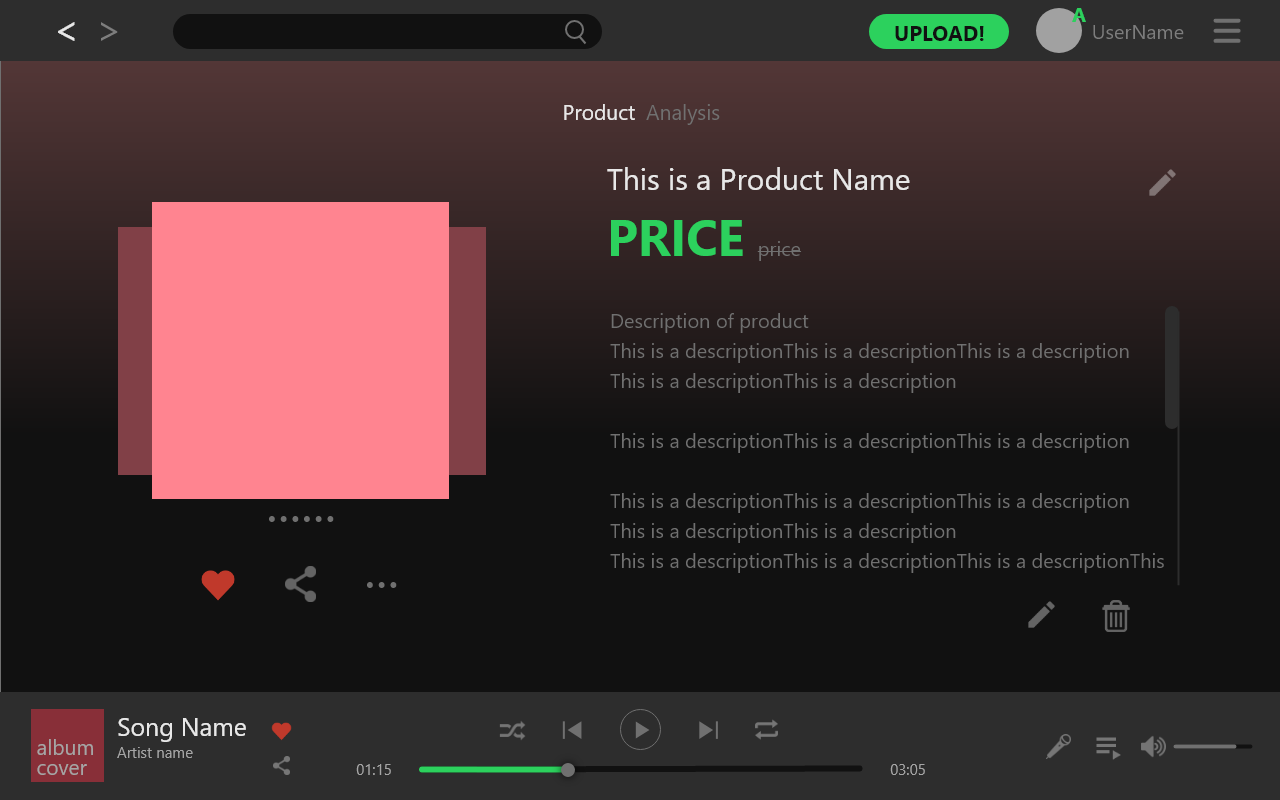 < >
UPLOAD!
A
UserName
Product Analysis
This is a Product Name
PRICE price
Description of product
This is a descriptionThis is a descriptionThis is a description
This is a descriptionThis is a description
This is a descriptionThis is a descriptionThis is a description
This is a descriptionThis is a descriptionThis is a description
This is a descriptionThis is a description
This is a descriptionThis is a descriptionThis is a descriptionThis
album
cover
Song Name
Artist name
01:15
03:05